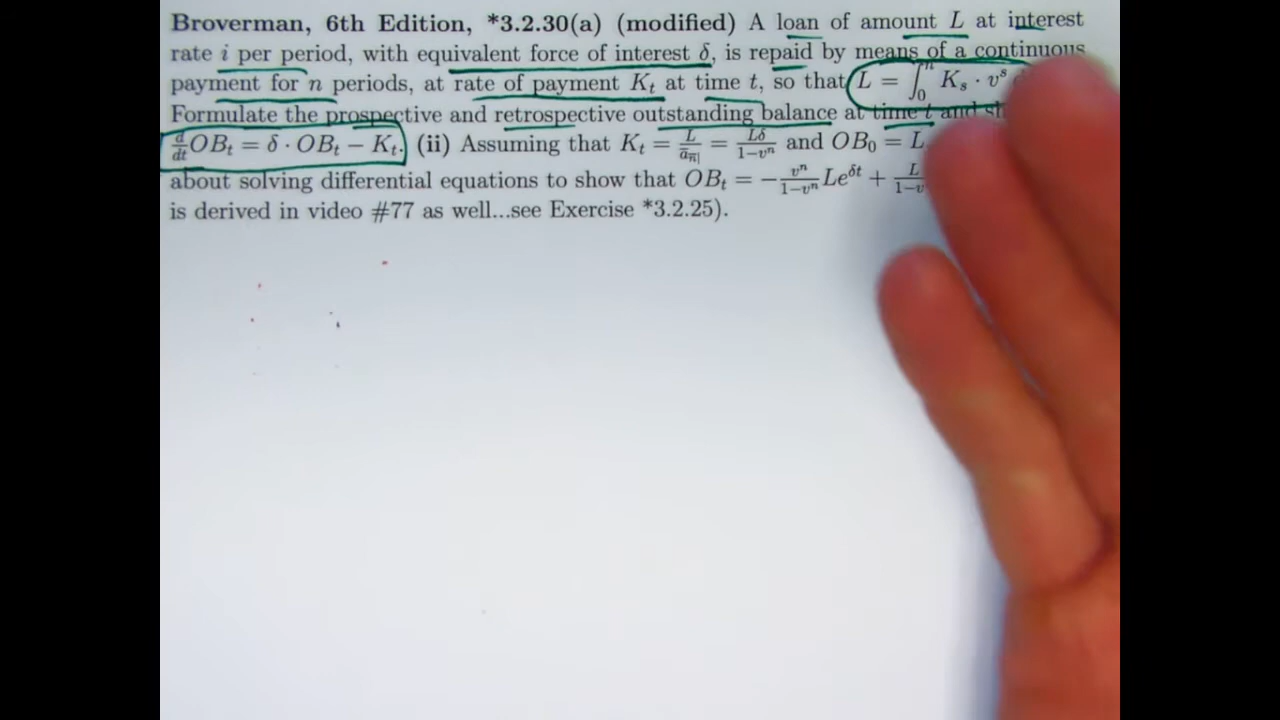 Broverman, 6th Edition, *3.2.30(a) (modified) A loan of amount L at interest
rate i per period, with equivalent force of interest δ, is repaid by means of a continuous
payment for n periods, at rate of payment K_t at time t, so that L = ∫_0^n K_s · v^s
Formulate the prospective and retrospective outstanding balance at time t and
d/dt OB_t = δ · OB_t − K_t. (ii) Assuming that K_t = L/ā_n̅| = Lδ/(1−v^n) and OB_0 = L
about solving differential equations to show that OB_t = −v^n/(1−v^n) Le^{δt} +
is derived in video #77 as well...see Exercise *3.2.25).